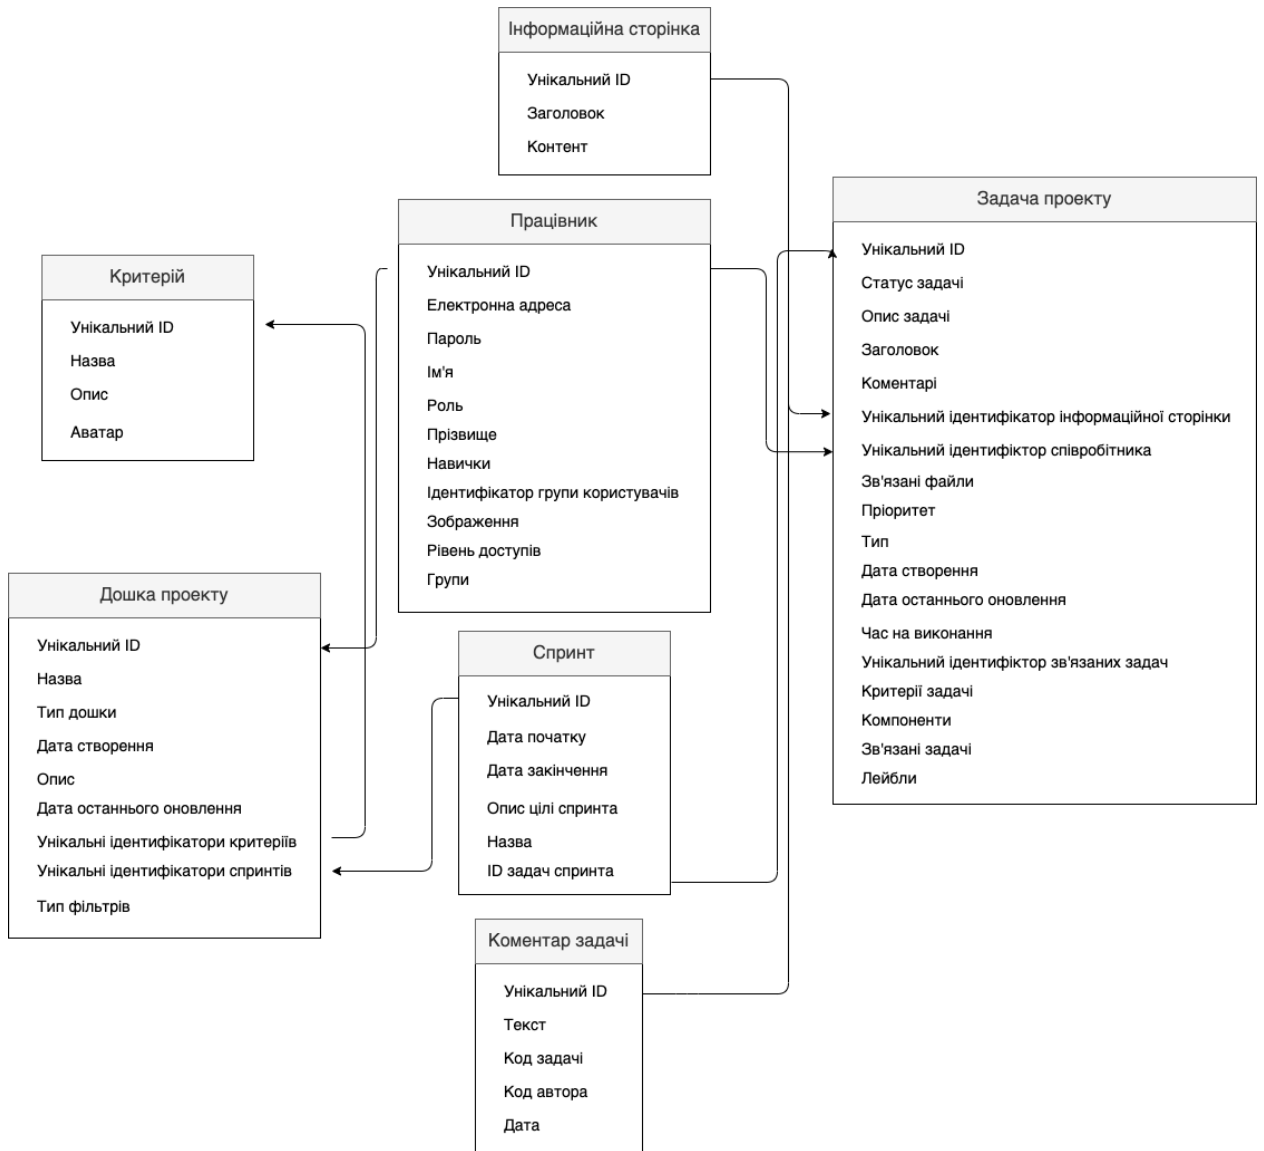 Інформаційна сторінка
Унікальний ID
Заголовок
Контент
Задача проекту
Унікальний ID
Статус задачі
Опис задачі
Заголовок
Коментарі
Унікальний ідентифікатор інформаційної сторінки
Унікальний ідентифіктор співробітника
Зв'язані файли
Пріоритет
Тип
Дата створення
Дата останнього оновлення
Час на виконання
Унікальний ідентифіктор зв'язаних задач
Критерії задачі
Компоненти
Зв'язані задачі
Лейбли
Працівник
Унікальний ID
Електронна адреса
Пароль
Ім'я
Роль
Прізвище
Навички
Ідентифікатор групи користувачів
Зображення
Рівень доступів
Групи
Критерій
Унікальний ID
Назва
Опис
Аватар
Дошка проекту
Унікальний ID
Назва
Тип дошки
Дата створення
Опис
Дата останнього оновлення
Унікальні ідентифікатори критеріїв
Унікальні ідентифікатори спринтів
Тип фільтрів
Спринт
Унікальний ID
Дата початку
Дата закінчення
Опис цілі спринта
Назва
ID задач спринта
Коментар задачі
Унікальний ID
Текст
Код задачі
Код автора
Дата